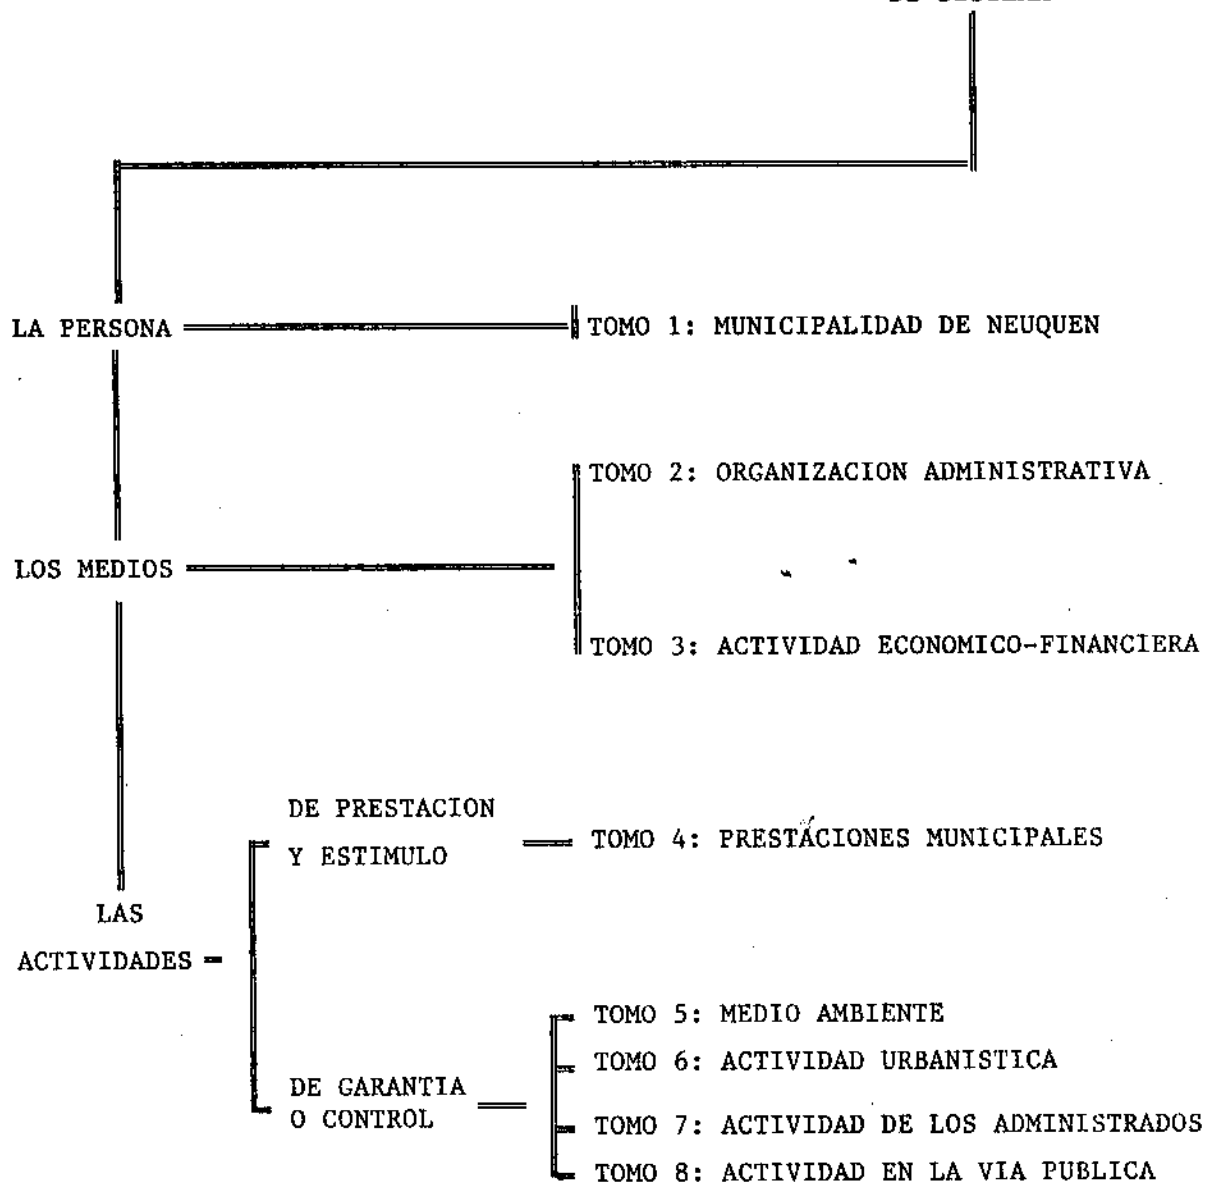 LA PERSONA
TOMO 1: MUNICIPALIDAD DE NEUQUEN
TOMO 2: ORGANIZACION ADMINISTRATIVA
LOS MEDIOS
TOMO 3: ACTIVIDAD ECONOMICO-FINANCIERA
DE PRESTACION
Y ESTIMULO
TOMO 4: PRESTACIONES MUNICIPALES
LAS
ACTIVIDADES
TOMO 5: MEDIO AMBIENTE
TOMO 6: ACTIVIDAD URBANISTICA
DE GARANTIA
O CONTROL
TOMO 7: ACTIVIDAD DE LOS ADMINISTRADOS
TOMO 8: ACTIVIDAD EN LA VIA PUBLICA